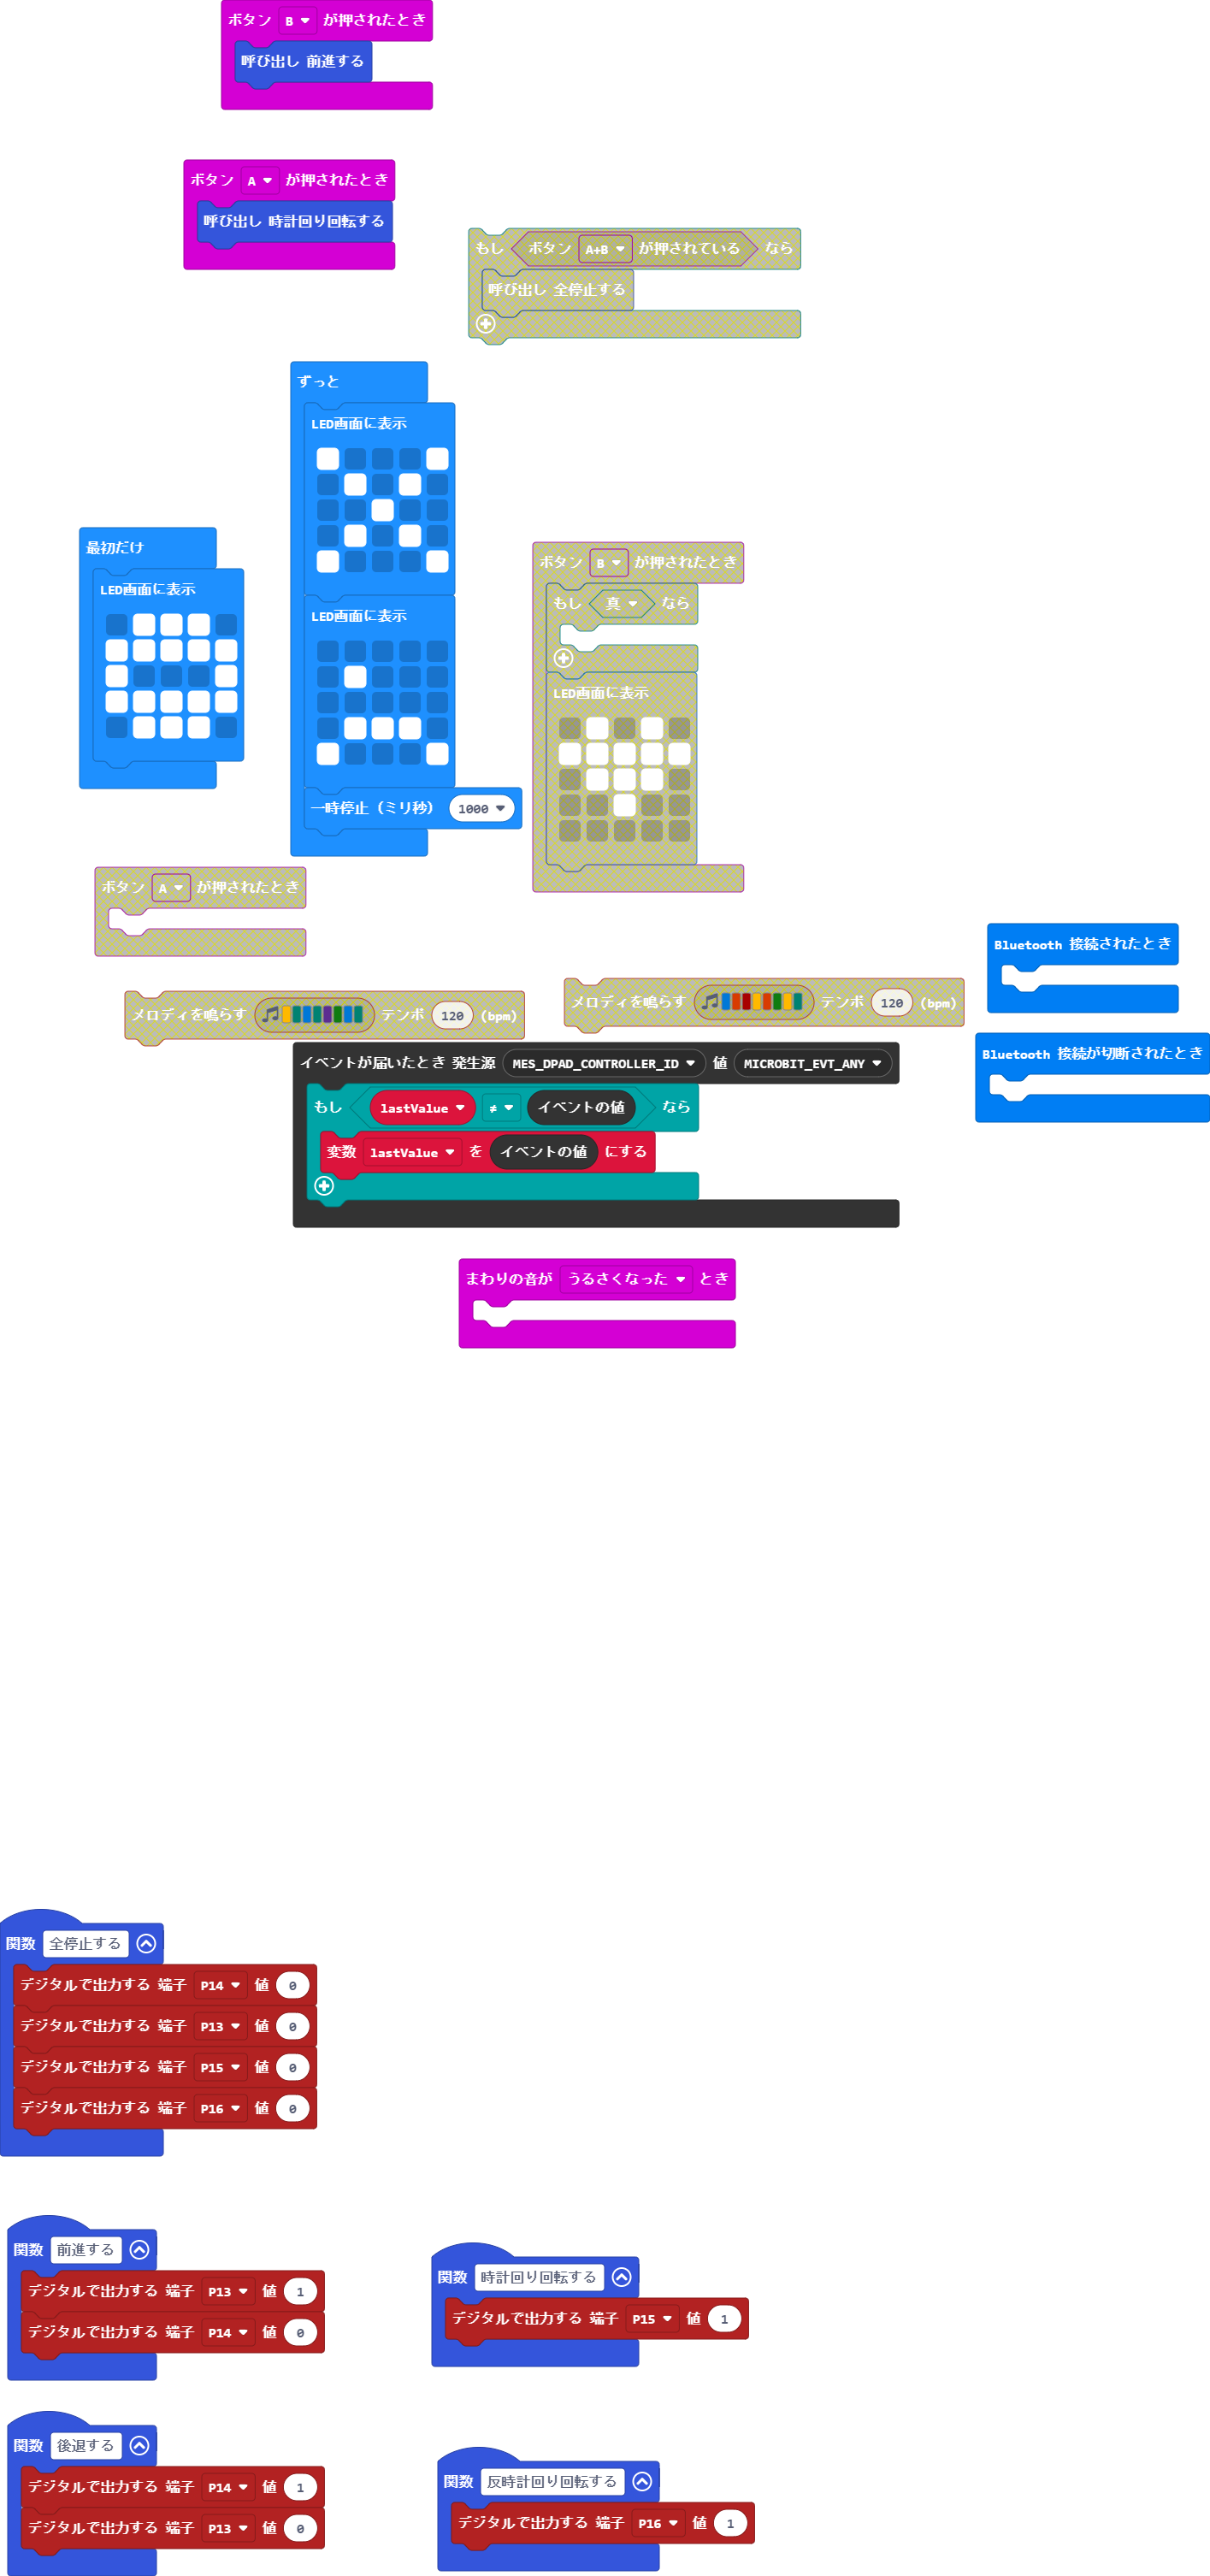 ボタン B が押されたとき
呼び出し 前進する
ボタン A が押されたとき
呼び出し 時計回り回転する
もし ボタン A+B が押されている なら
呼び出し 全停止する
ずっと
LED画面に表示
LED画面に表示
一時停止（ミリ秒） 1000
最初だけ
LED画面に表示
ボタン B が押されたとき
もし 真 なら
LED画面に表示
ボタン A が押されたとき
Bluetooth 接続されたとき
メロディを鳴らす テンポ 120 (bpm)
メロディを鳴らす テンポ 120 (bpm)
Bluetooth 接続が切断されたとき
イベントが届いたとき 発生源 MES_DPAD_CONTROLLER_ID 値 MICROBIT_EVT_ANY
もし lastValue ≠ イベントの値 なら
変数 lastValue を イベントの値 にする
まわりの音が うるさくなった とき
関数 全停止する
デジタルで出力する 端子 P14 値 0
デジタルで出力する 端子 P13 値 0
デジタルで出力する 端子 P15 値 0
デジタルで出力する 端子 P16 値 0
関数 前進する
デジタルで出力する 端子 P13 値 1
デジタルで出力する 端子 P14 値 0
関数 時計回り回転する
デジタルで出力する 端子 P15 値 1
関数 後退する
デジタルで出力する 端子 P14 値 1
デジタルで出力する 端子 P13 値 0
関数 反時計回り回転する
デジタルで出力する 端子 P16 値 1